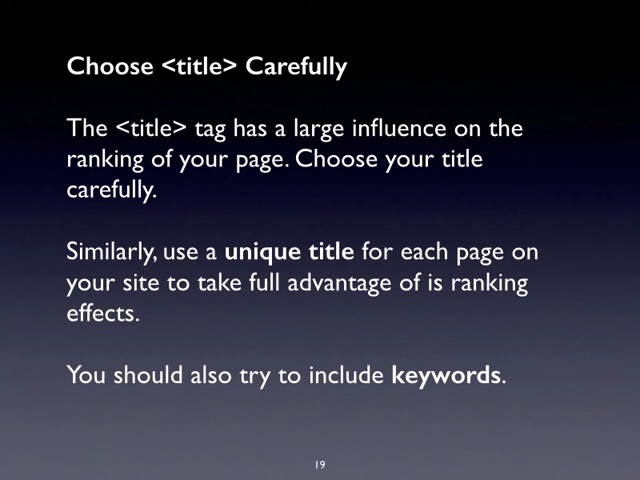 Choose <title> Carefully
The <title> tag has a large influence on the
ranking of your page. Choose your title
carefully.
Similarly, use a unique title for each page on
your site to take full advantage of is ranking
effects.
You should also try to include keywords.
19